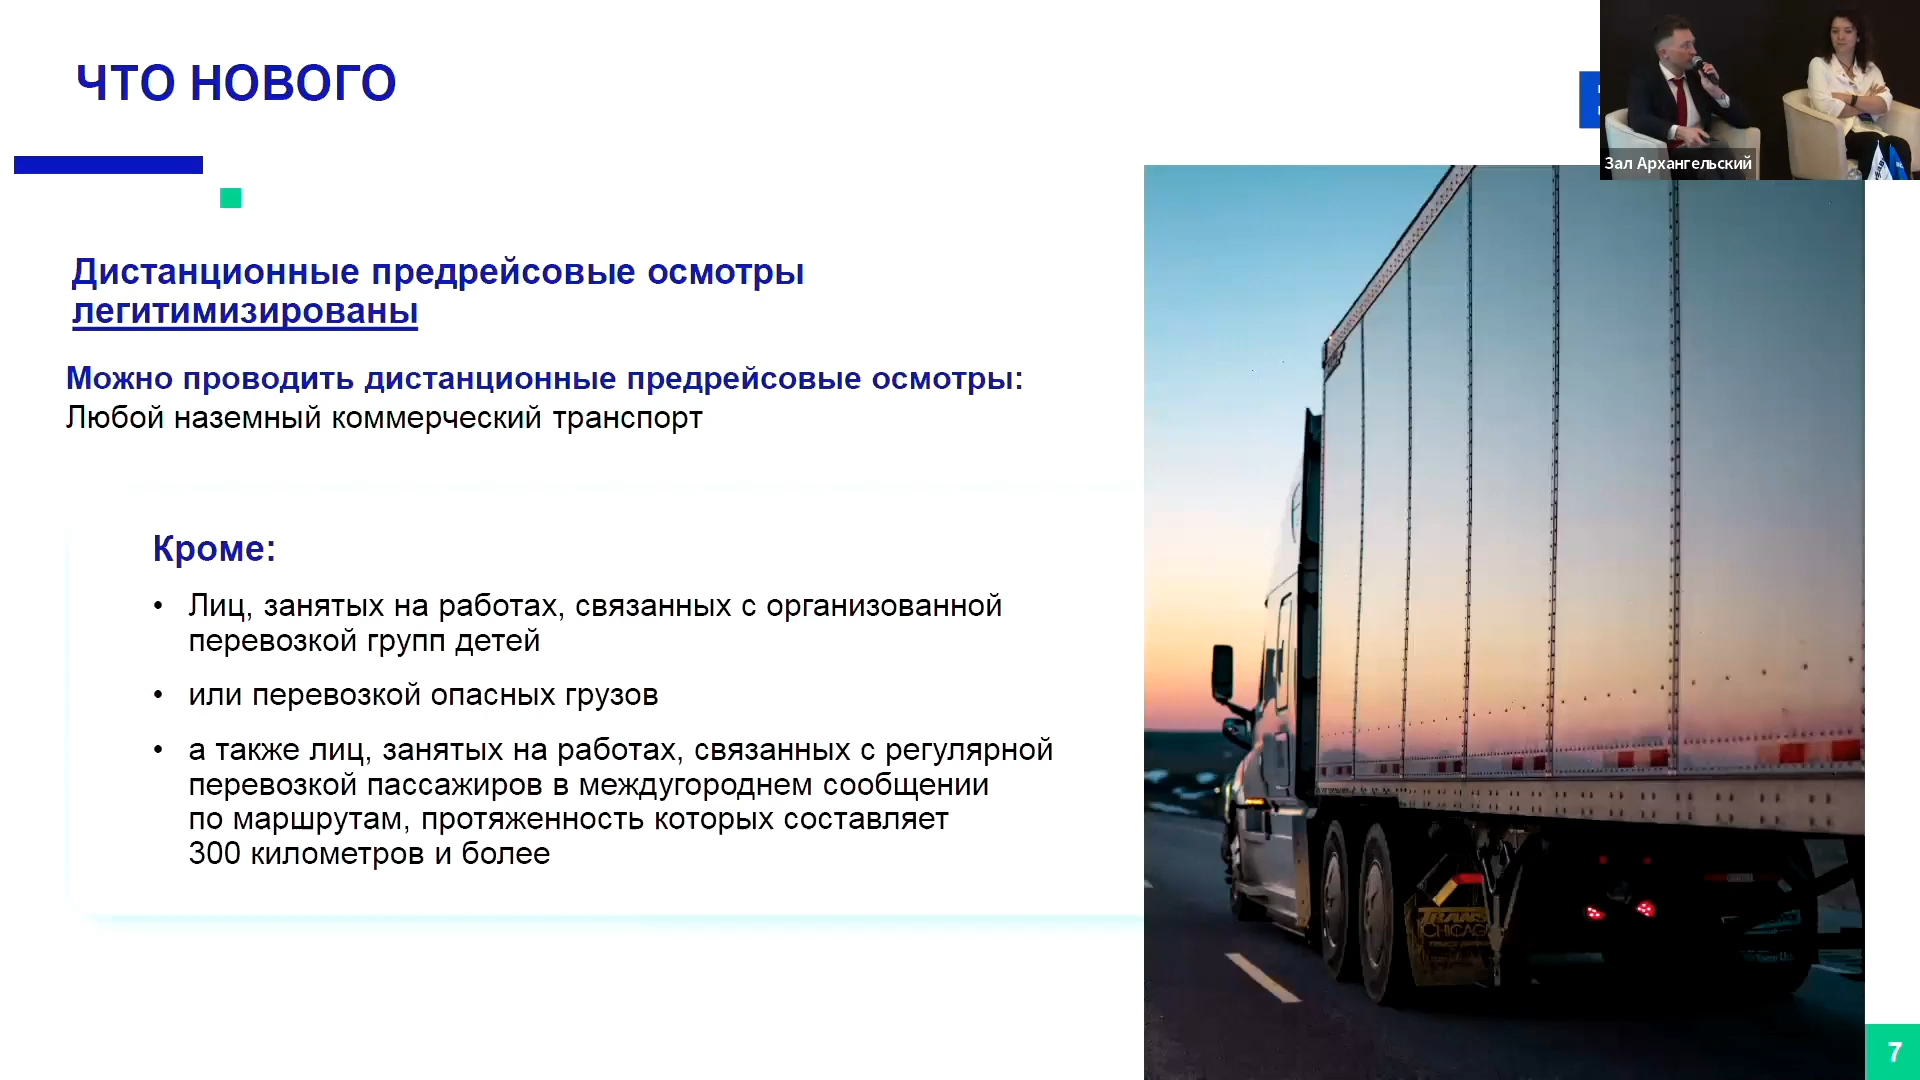 ЧТО НОВОГО
Зал Архангельский
Дистанционные предрейсовые осмотры
легитимизированы
Можно проводить дистанционные предрейсовые осмотры:
Любой наземный коммерческий транспорт
Кроме:
• Лиц, занятых на работах, связанных с организованной
перевозкой групп детей
• или перевозкой опасных грузов
• а также лиц, занятых на работах, связанных с регулярной
перевозкой пассажиров в междугороднем сообщении
по маршрутам, протяженность которых составляет
300 километров и более
TRANS
CHICAGO
7